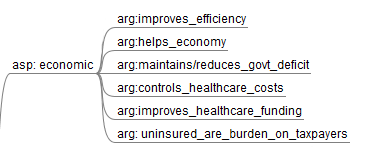 arg:improves_efficiency
arg:helps_economy
asp: economic
arg:maintains/reduces_govt_deficit
arg:controls_healthcare_costs
arg:improves_healthcare_funding
arg: uninsured_are_burden_on_taxpayers